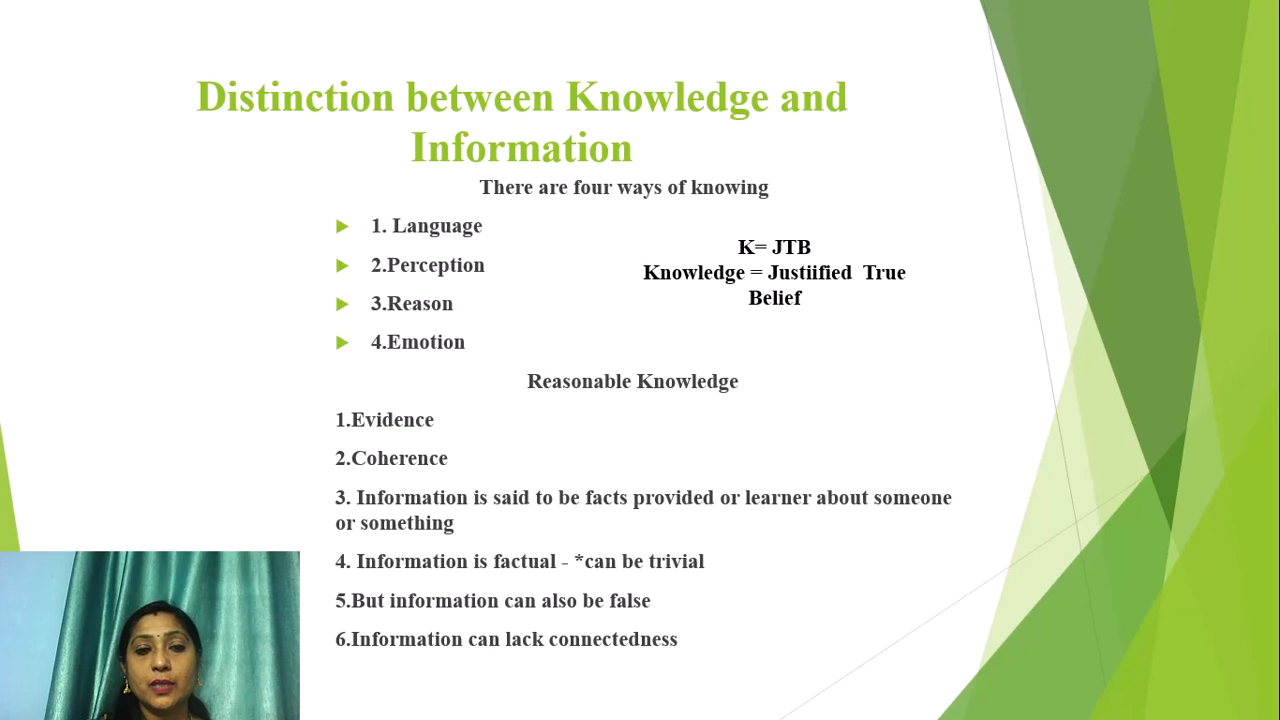 Distinction between Knowledge and
Information
There are four ways of knowing
1. Language
2.Perception
3.Reason
4.Emotion
K= JTB
Knowledge = Justiified True
Belief
Reasonable Knowledge
1.Evidence
2.Coherence
3. Information is said to be facts provided or learner about someone
or something
4. Information is factual - *can be trivial
5.But information can also be false
6.Information can lack connectedness